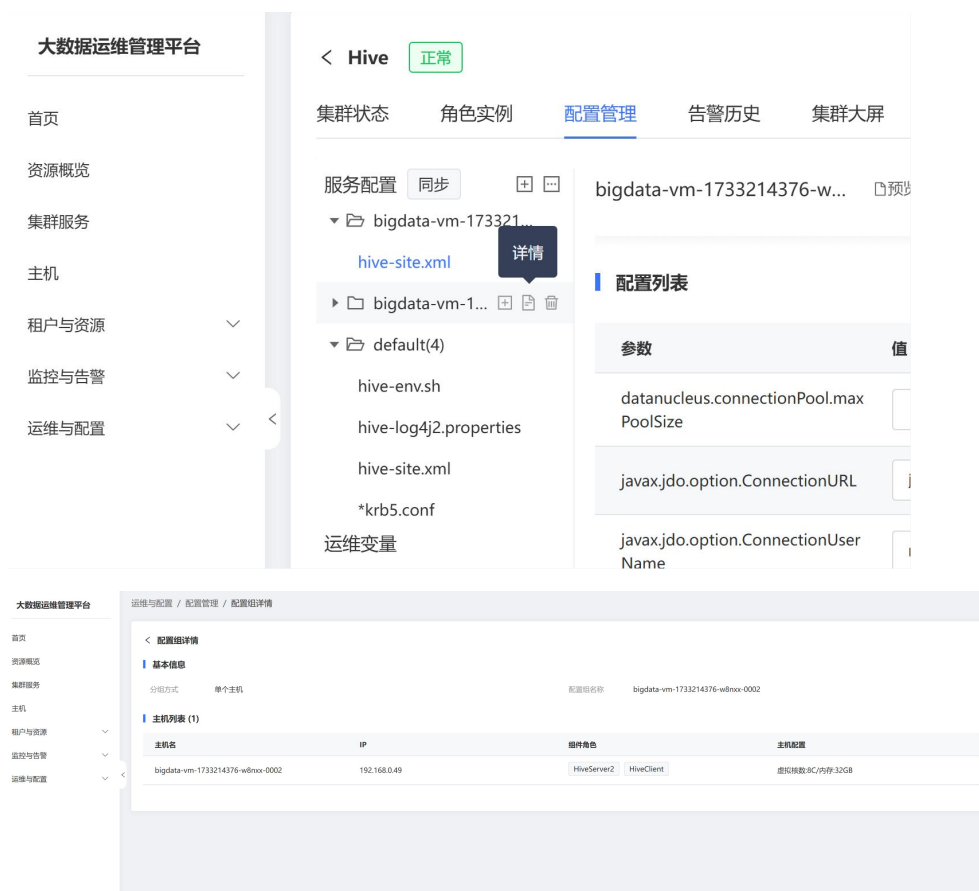 大数据运维管理平台
首页
资源概览
集群服务
主机
租户与资源
监控与告警
运维与配置
Hive 正常
集群状态 角色实例 配置管理 告警历史 集群大屏
服务配置 同步
bigdata-vm-173321...
hive-site.xml
详情
bigdata-vm-1...
default(4)
hive-env.sh
hive-log4j2.properties
hive-site.xml
*krb5.conf
运维变量
bigdata-vm-1733214376-w... 预览
配置列表
参数 值
datanucleus.connectionPool.max
PoolSize
javax.jdo.option.ConnectionURL
javax.jdo.option.ConnectionUser
Name
大数据运维管理平台
首页
资源概览
集群服务
主机
租户与资源
监控与告警
运维与配置
运维与配置 / 配置管理 / 配置组详情
配置组详情
基本信息
分组方式 单个主机 配置组名称 bigdata-vm-1733214376-w8nxx-0002
主机列表 (1)
主机名 IP 组件角色 主机配置
bigdata-vm-1733214376-w8nxx-0002 192.168.0.49 HiveServer2 HiveClient 虚拟核数:8C/内存:32GB